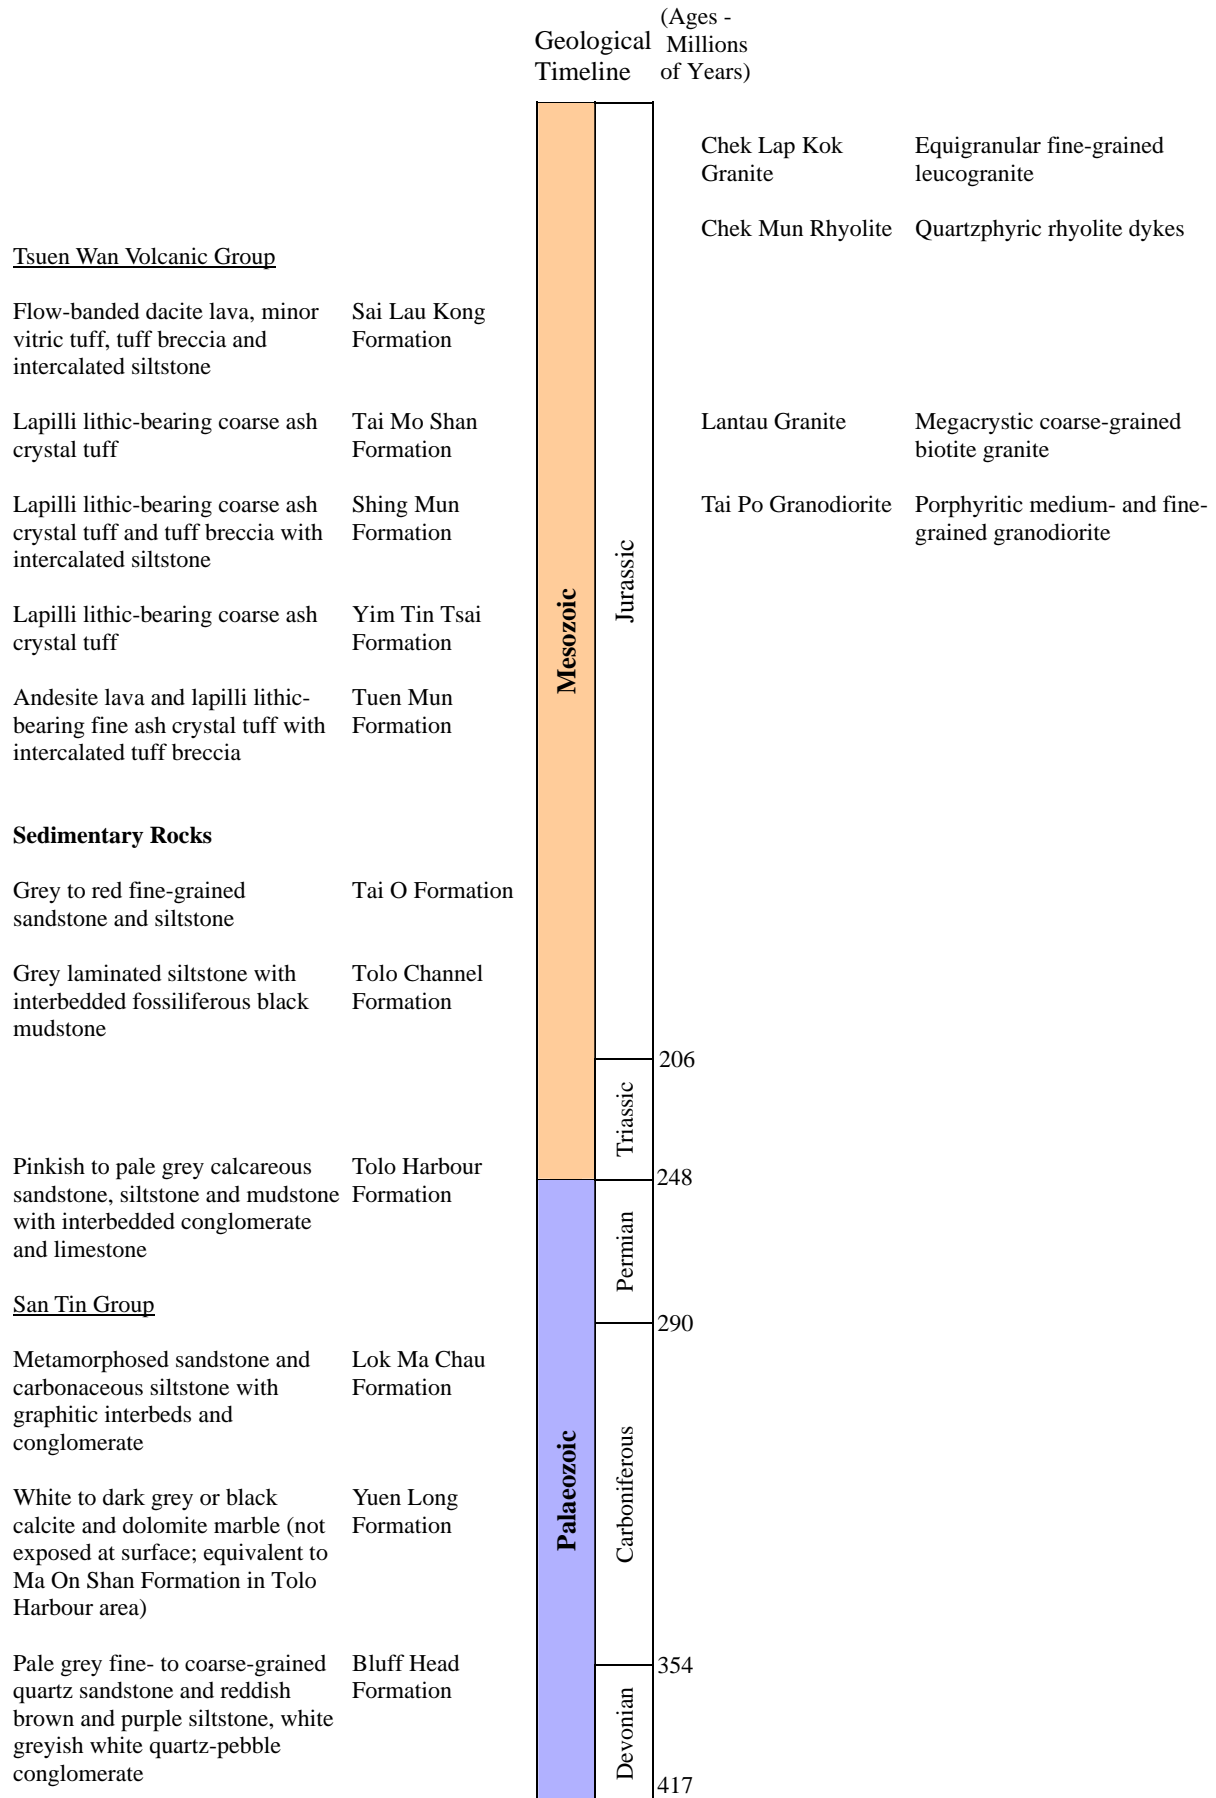 Geological
Timeline
(Ages -
Millions
of Years)
Chek Lap Kok
Granite
Equigranular fine-grained
leucogranite
Chek Mun Rhyolite
Quartzphyric rhyolite dykes
Tsuen Wan Volcanic Group
Flow-banded dacite lava, minor
vitric tuff, tuff breccia and
intercalated siltstone
Sai Lau Kong
Formation
Lapilli lithic-bearing coarse ash
crystal tuff
Tai Mo Shan
Formation
Lantau Granite
Megacrystic coarse-grained
biotite granite
Lapilli lithic-bearing coarse ash
crystal tuff and tuff breccia with
intercalated siltstone
Shing Mun
Formation
Tai Po Granodiorite
Porphyritic medium- and fine-
grained granodiorite
Jurassic
Mesozoic
Lapilli lithic-bearing coarse ash
crystal tuff
Yim Tin Tsai
Formation
Andesite lava and lapilli lithic-
bearing fine ash crystal tuff with
intercalated tuff breccia
Tuen Mun
Formation
Sedimentary Rocks
Grey to red fine-grained
sandstone and siltstone
Tai O Formation
Grey laminated siltstone with
interbedded fossiliferous black
mudstone
Tolo Channel
Formation
206
Triassic
Pinkish to pale grey calcareous
sandstone, siltstone and mudstone
with interbedded conglomerate
and limestone
Tolo Harbour
Formation
248
Permian
San Tin Group
290
Metamorphosed sandstone and
carbonaceous siltstone with
graphitic interbeds and
conglomerate
Lok Ma Chau
Formation
Palaeozoic
Carboniferous
White to dark grey or black
calcite and dolomite marble (not
exposed at surface; equivalent to
Ma On Shan Formation in Tolo
Harbour area)
Yuen Long
Formation
Pale grey fine- to coarse-grained
quartz sandstone and reddish
brown and purple siltstone, white
greyish white quartz-pebble
conglomerate
Bluff Head
Formation
354
Devonian
417